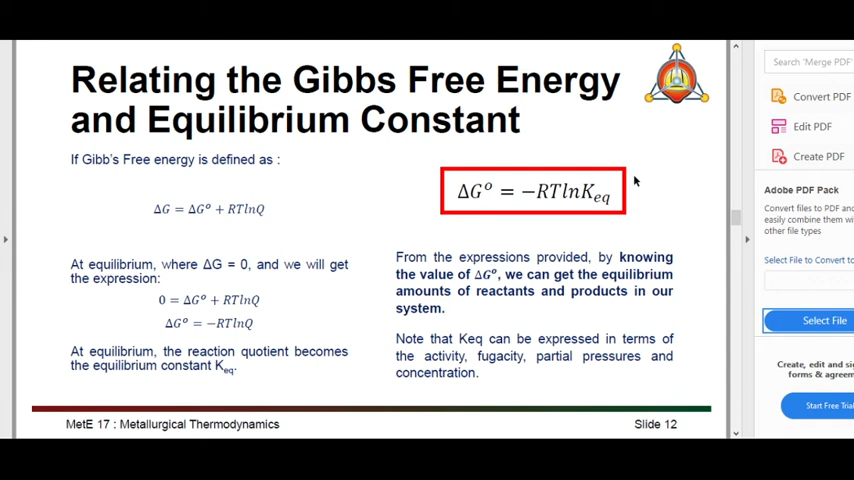 Relating the Gibbs Free Energy
and Equilibrium Constant
If Gibb's Free energy is defined as :
ΔG = ΔG° + RTlnQ
At equilibrium, where ΔG = 0, and we will get
the expression:
0 = ΔG° + RTlnQ
ΔG° = −RTlnQ
At equilibrium, the reaction quotient becomes
the equilibrium constant Keq.
ΔG° = −RTlnKeq
From the expressions provided, by knowing
the value of ΔG°, we can get the equilibrium
amounts of reactants and products in our
system.
Note that Keq can be expressed in terms of
the activity, fugacity, partial pressures and
concentration.
MetE 17 : Metallurgical Thermodynamics
Slide 12
Search 'Merge PDF'
Convert PDF
Edit PDF
Create PDF
Adobe PDF Pack
Convert files to PDF and
easily combine them with
other file types
Select File to Convert to
Select File
Create, edit and sig
forms & agreem
Start Free Trial